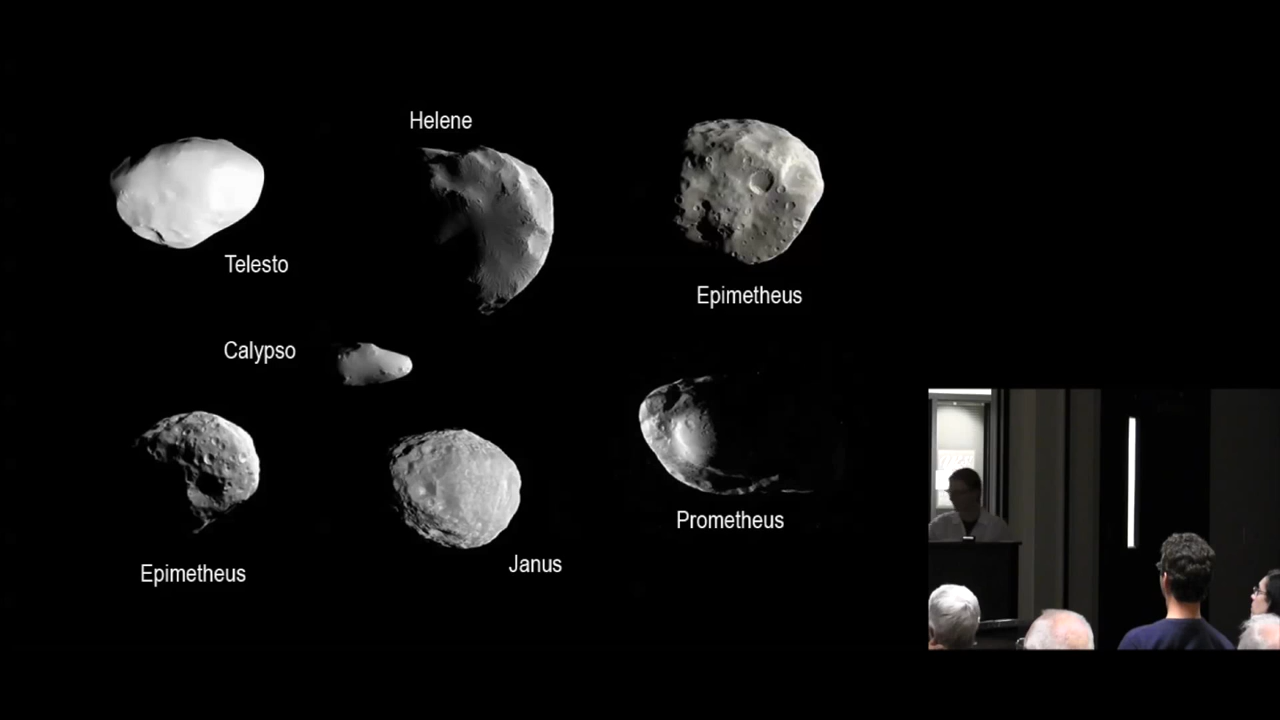 Helene
Telesto
Epimetheus
Calypso
Prometheus
Janus
Epimetheus